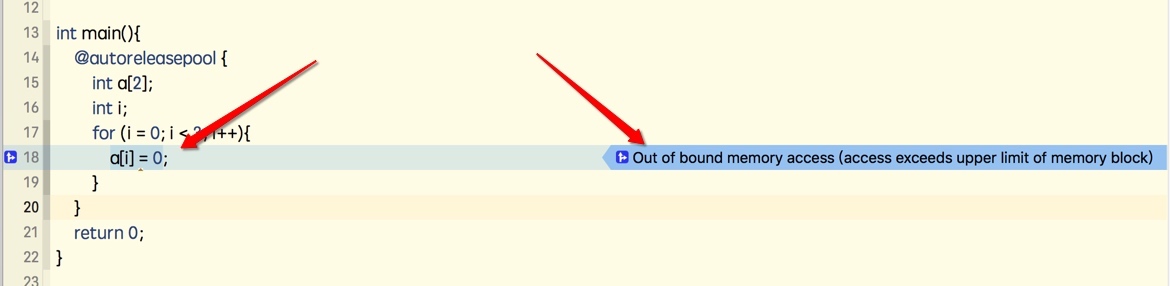 12
13 int main(){
14 @autoreleasepool {
15 int a[2];
16 int i;
17 for (i = 0; i < i++){
18 a[i] = 0; Out of bound memory access (access exceeds upper limit of memory block)
19 }
20 }
21 return 0;
22 }
23